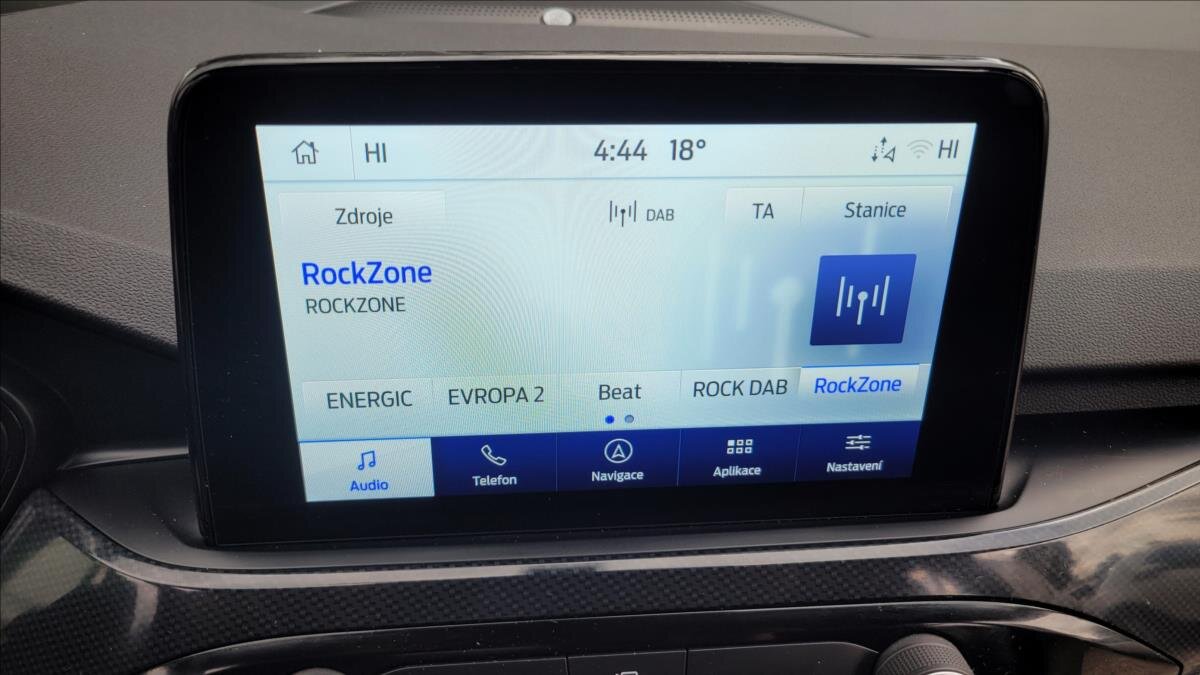 HI 4:44 18° HI
Zdroje DAB TA Stanice
RockZone
ROCKZONE
ENERGIC EVROPA 2 Beat ROCK DAB RockZone
Audio Telefon Navigace Aplikace Nastavení